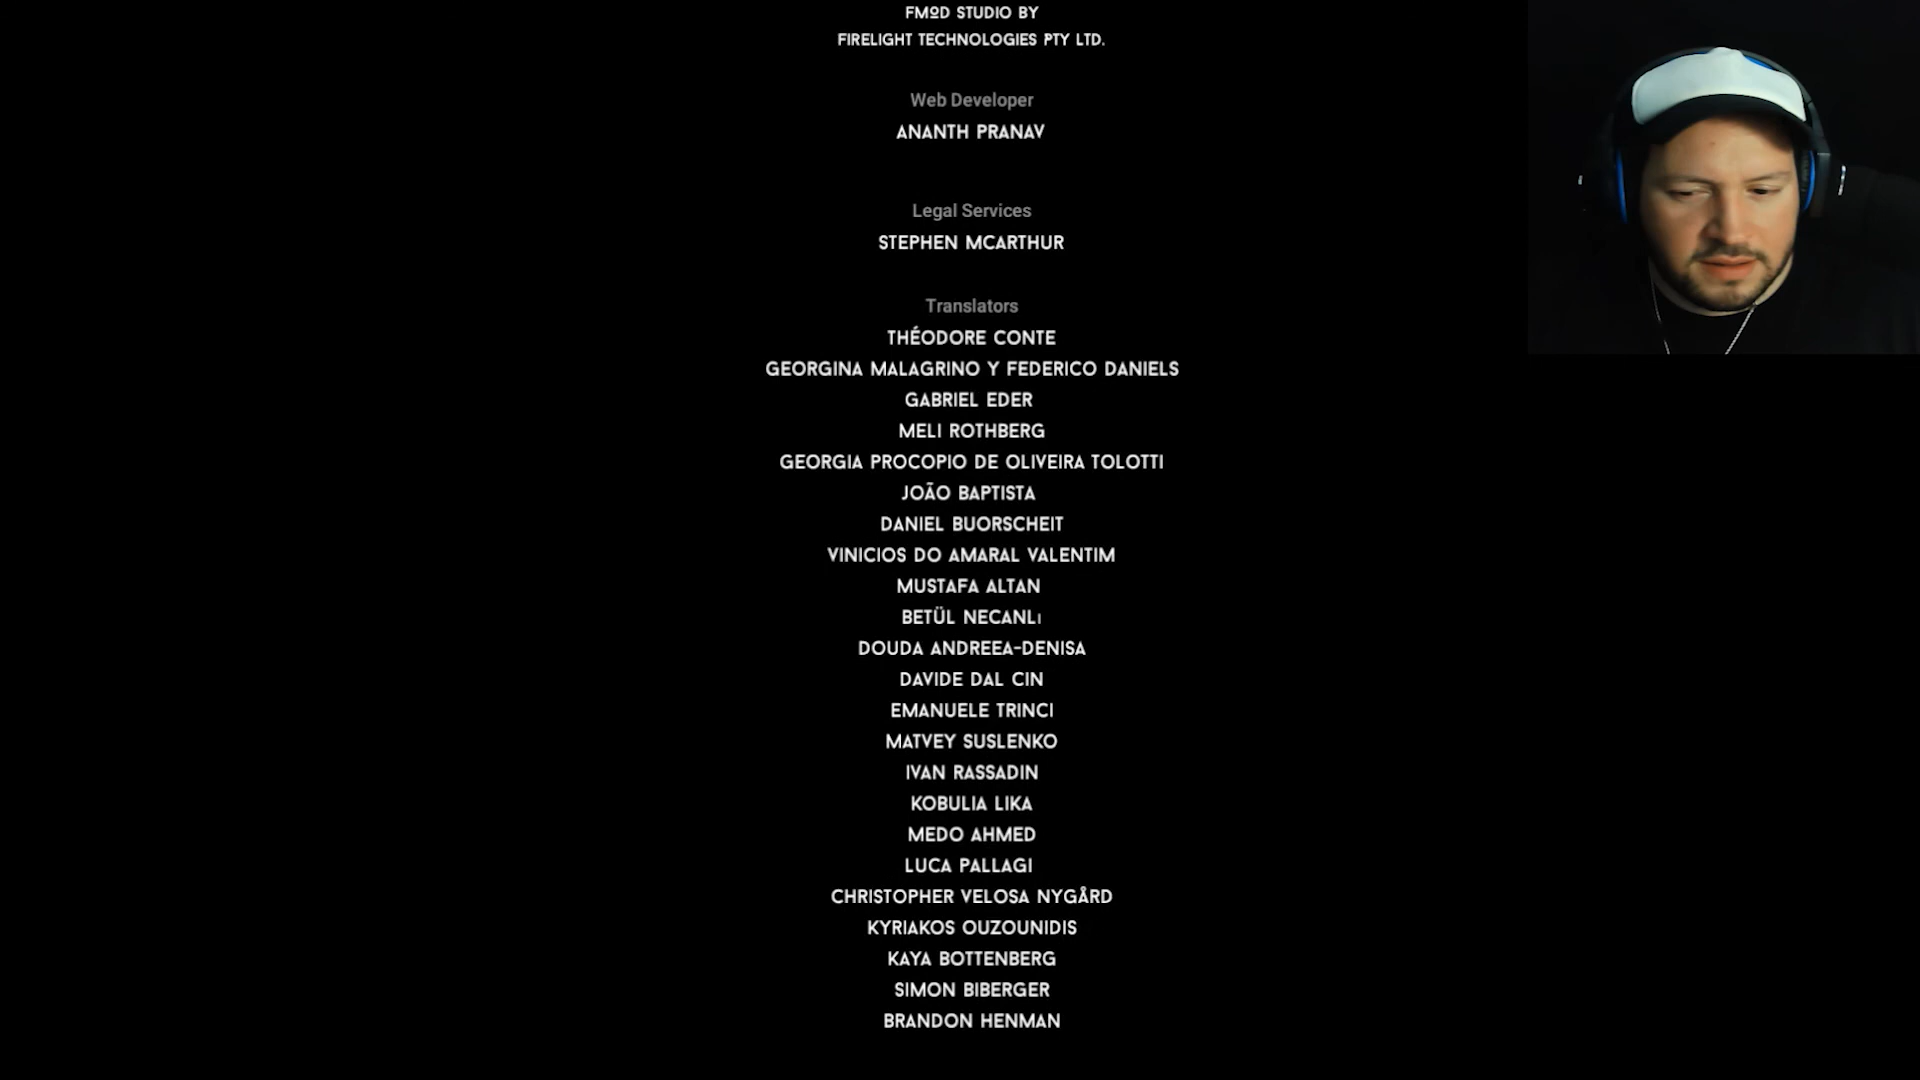 FMOD STUDIO BY
FIRELIGHT TECHNOLOGIES PTY LTD.
Web Developer
ANANTH PRANAV
Legal Services
STEPHEN MCARTHUR
Translators
THÉODORE CONTE
GEORGINA MALAGRINO Y FEDERICO DANIELS
GABRIEL EDER
MELI ROTHBERG
GEORGIA PROCOPIO DE OLIVEIRA TOLOTTI
JOÃO BAPTISTA
DANIEL BUORSCHEIT
VINICIOS DO AMARAL VALENTIM
MUSTAFA ALTAN
BETÜL NECANLı
DOUDA ANDREEA-DENISA
DAVIDE DAL CIN
EMANUELE TRINCI
MATVEY SUSLENKO
IVAN RASSADIN
KOBULIA LIKA
MEDO AHMED
LUCA PALLAGI
CHRISTOPHER VELOSA NYGÅRD
KYRIAKOS OUZOUNIDIS
KAYA BOTTENBERG
SIMON BIBERGER
BRANDON HENMAN